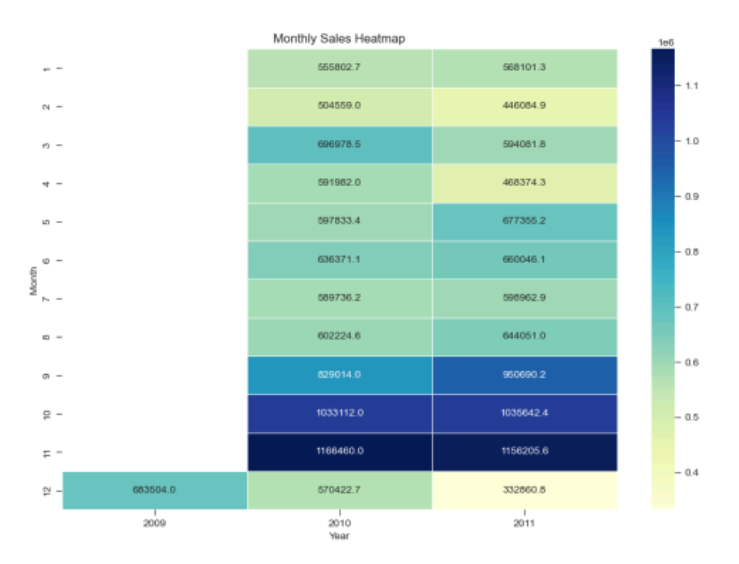 Monthly Sales Heatmap
1e6
1 555802.7 568101.3
1.1
2 504559.0 446084.9
1.0
3 696978.5 594081.8
0.9
4 591982.0 468374.3
5 597833.4 677355.2
0.8
6 636371.1 660046.1
Month
0.7
7 589736.2 598962.9
8 602224.6 644051.0
0.6
9 829014.0 950690.2
10 1033112.0 1035642.4
0.5
11 1166460.0 1156205.6
0.4
12 683504.0 570422.7 332860.8
2009 2010 2011
Year